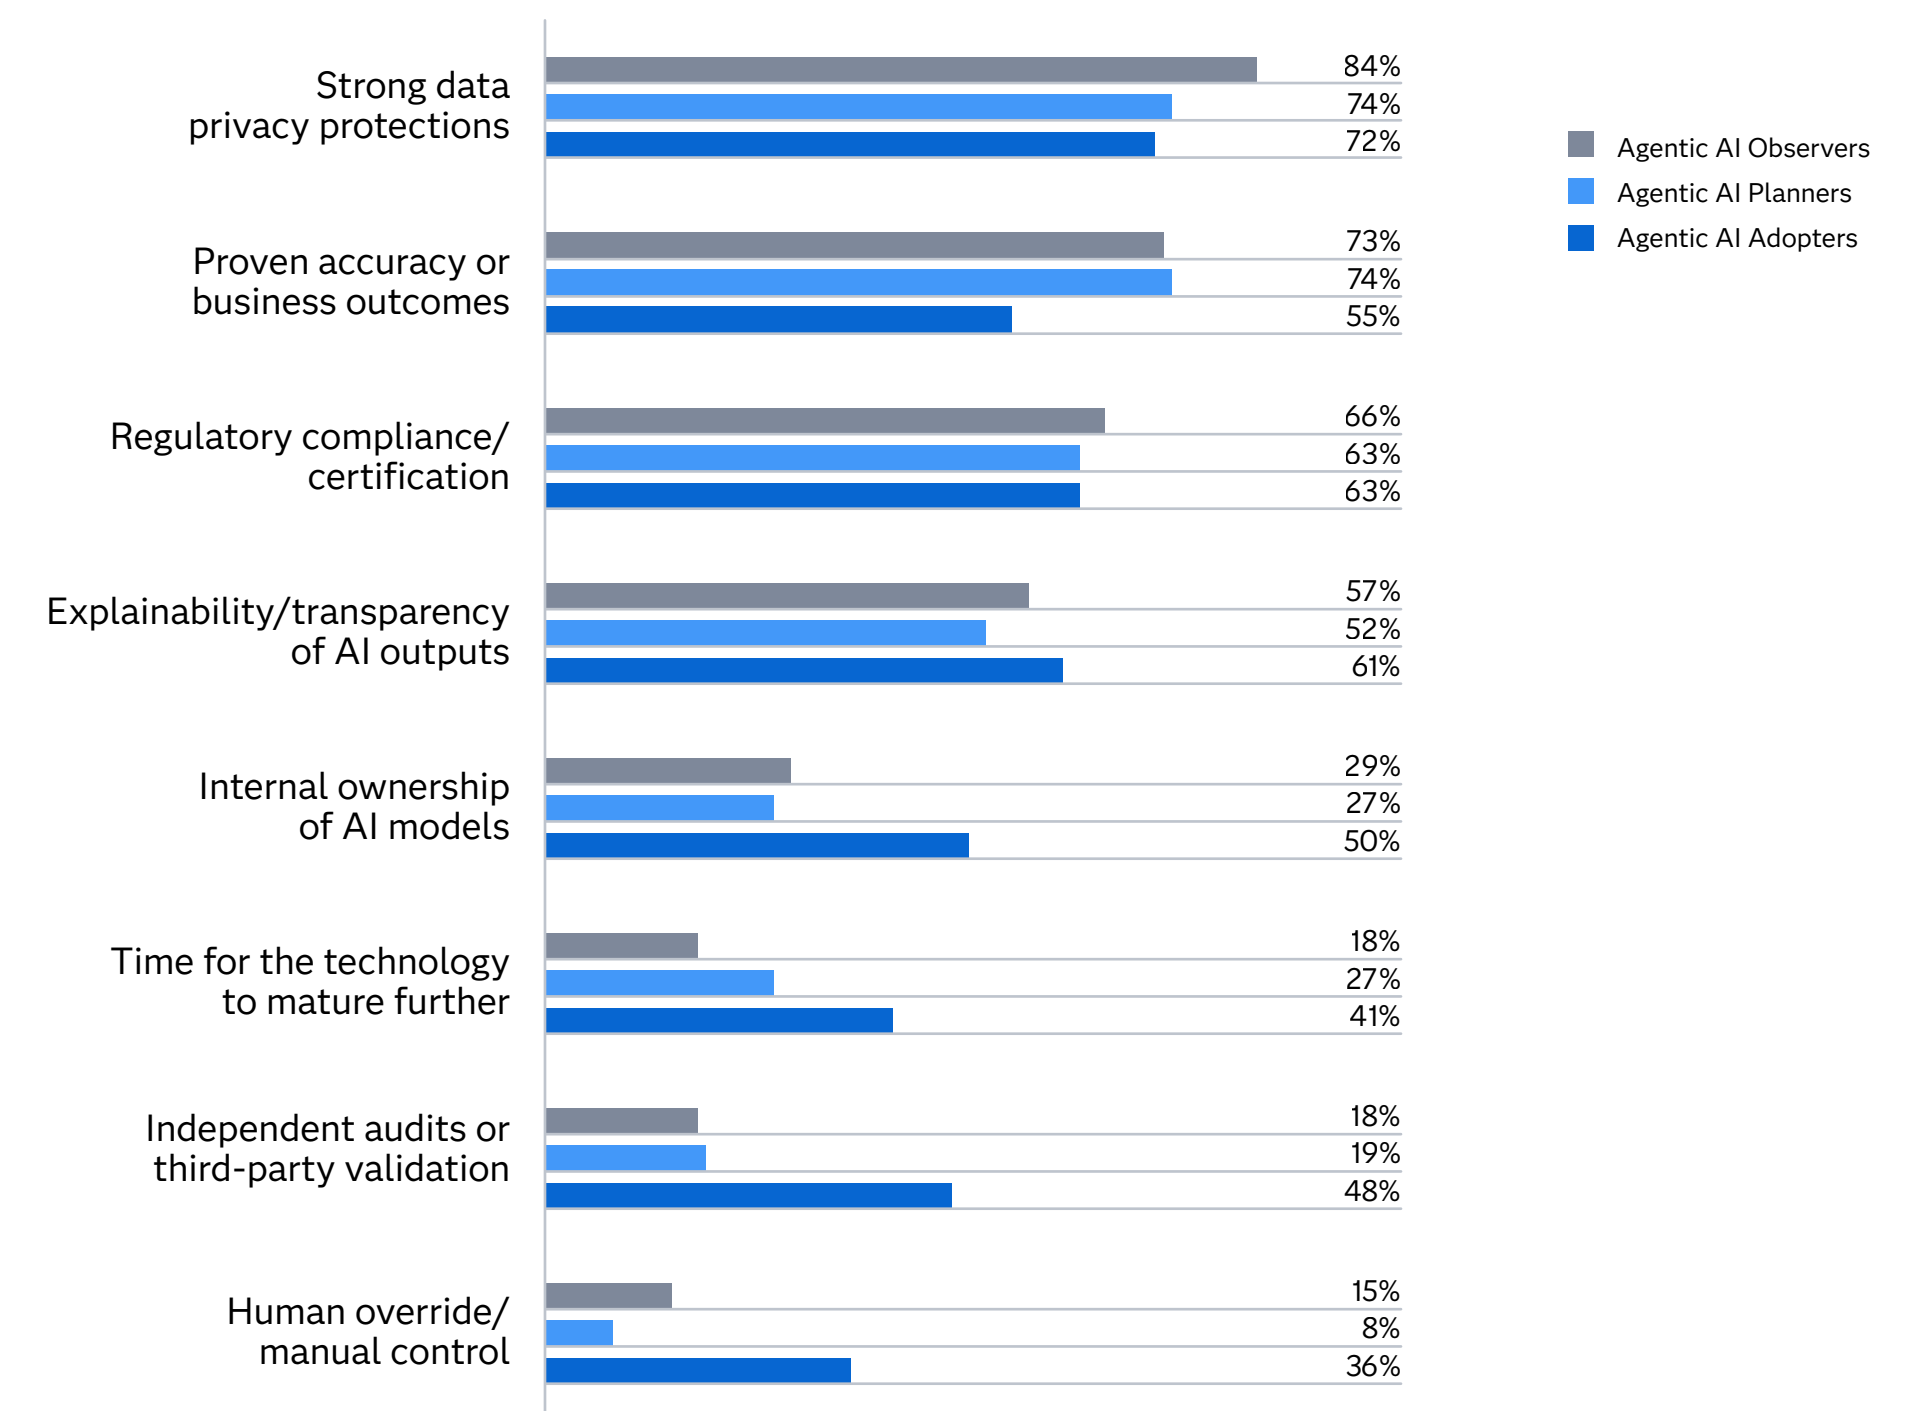 Strong data
privacy protections
84%
74%
72%
Agentic AI Observers
Agentic AI Planners
Agentic AI Adopters
Proven accuracy or
business outcomes
73%
74%
55%
Regulatory compliance/
certification
66%
63%
63%
Explainability/transparency
of AI outputs
57%
52%
61%
Internal ownership
of AI models
29%
27%
50%
Time for the technology
to mature further
18%
27%
41%
Independent audits or
third-party validation
18%
19%
48%
Human override/
manual control
15%
8%
36%